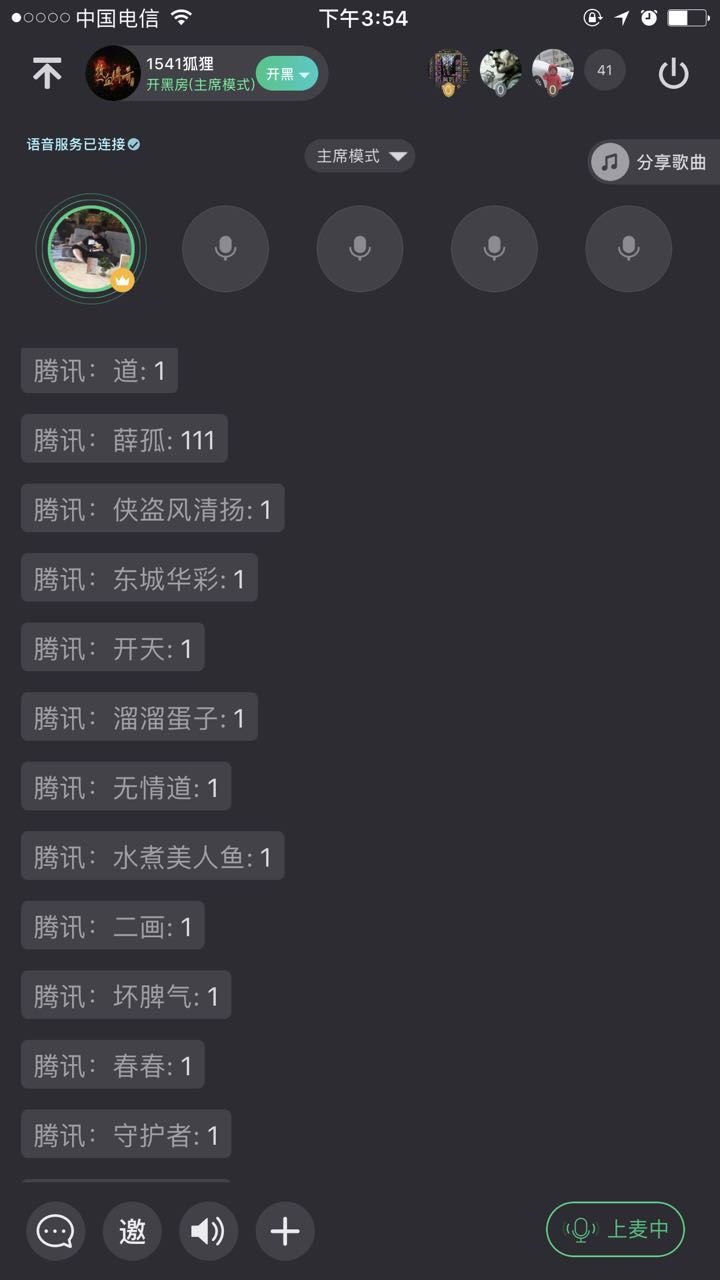 中国电信
下午3:54
1541狐狸
开黑房(主席模式)
开黑
0
0
0
41
语音服务已连接
主席模式
分享歌曲
腾讯： 道: 1
腾讯： 薛孤: 111
腾讯： 侠盗风清扬: 1
腾讯： 东城华彩: 1
腾讯： 开天: 1
腾讯： 溜溜蛋子: 1
腾讯： 无情道: 1
腾讯： 水煮美人鱼: 1
腾讯： 二画: 1
腾讯： 坏脾气: 1
腾讯： 春春: 1
腾讯： 守护者: 1
邀
上麦中